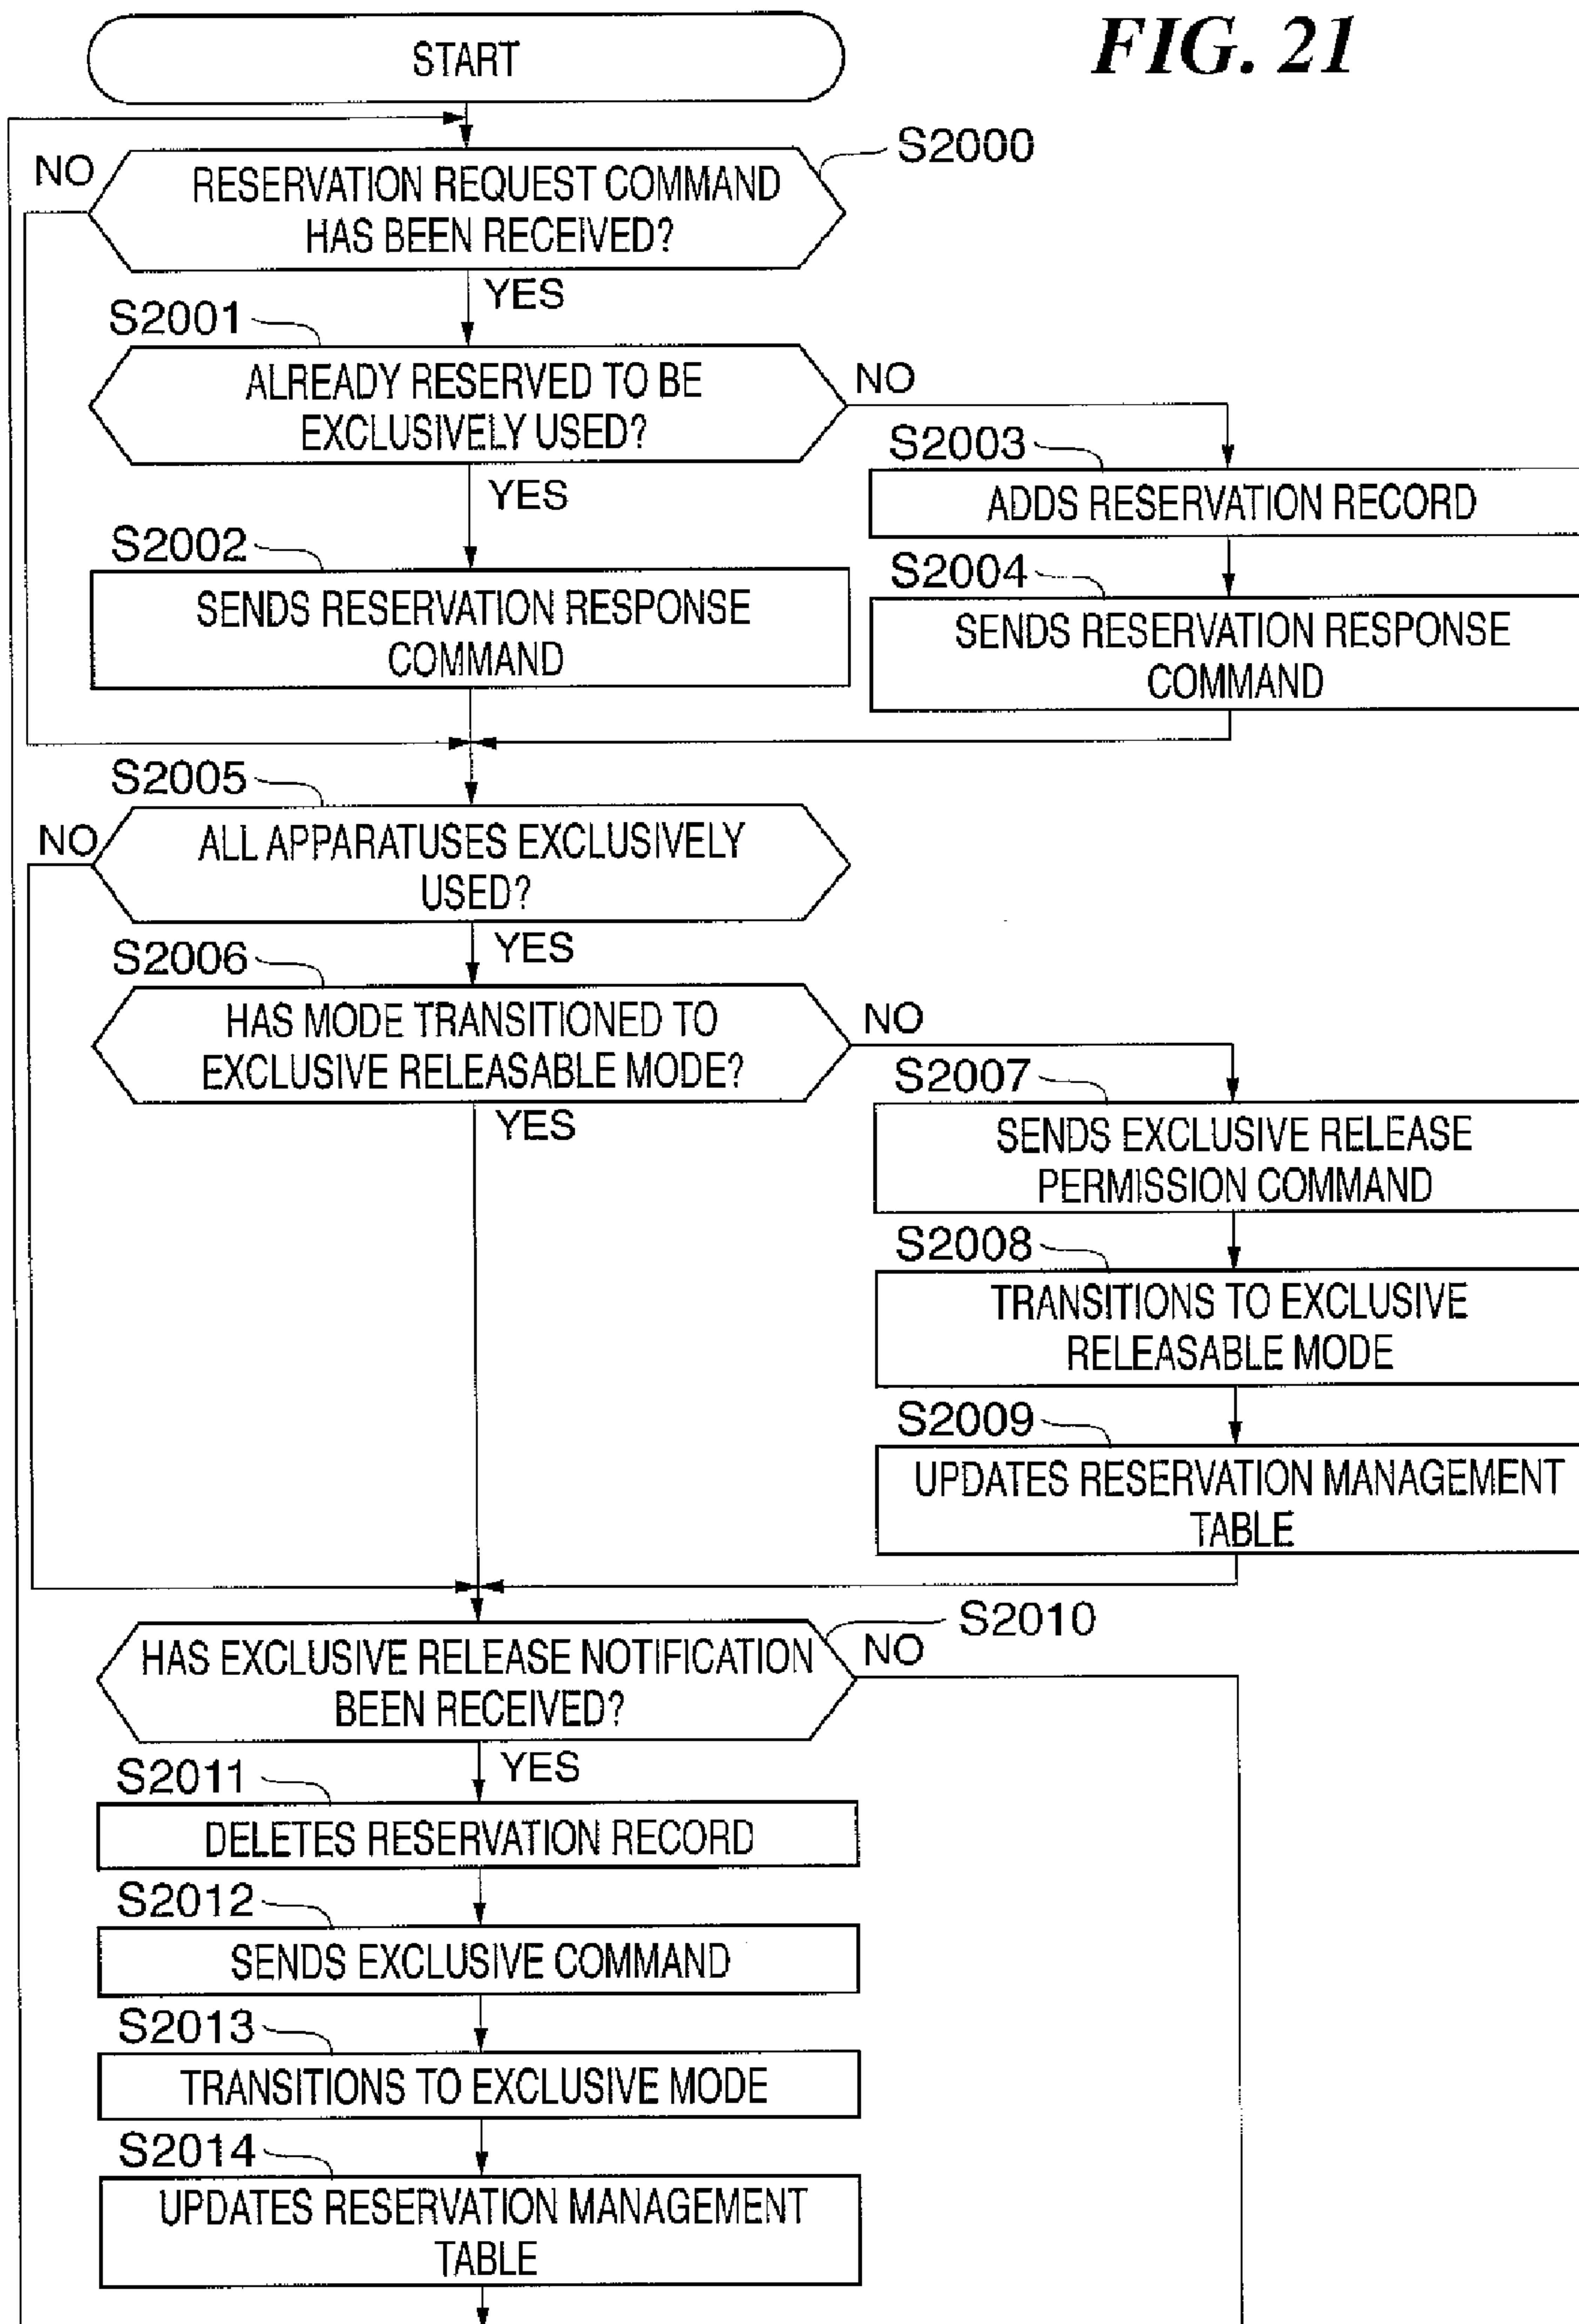 FIG. 21
START
S2000
NO
RESERVATION REQUEST COMMAND
HAS BEEN RECEIVED?
YES
S2001
ALREADY RESERVED TO BE
EXCLUSIVELY USED?
NO
YES
S2003
ADDS RESERVATION RECORD
S2002
SENDS RESERVATION RESPONSE
COMMAND
S2004
SENDS RESERVATION RESPONSE
COMMAND
S2005
NO
ALL APPARATUSES EXCLUSIVELY
USED?
YES
S2006
HAS MODE TRANSITIONED TO
EXCLUSIVE RELEASABLE MODE?
NO
YES
S2007
SENDS EXCLUSIVE RELEASE
PERMISSION COMMAND
S2008
TRANSITIONS TO EXCLUSIVE
RELEASABLE MODE
S2009
UPDATES RESERVATION MANAGEMENT
TABLE
S2010
HAS EXCLUSIVE RELEASE NOTIFICATION
BEEN RECEIVED?
NO
YES
S2011
DELETES RESERVATION RECORD
S2012
SENDS EXCLUSIVE COMMAND
S2013
TRANSITIONS TO EXCLUSIVE MODE
S2014
UPDATES RESERVATION MANAGEMENT
TABLE